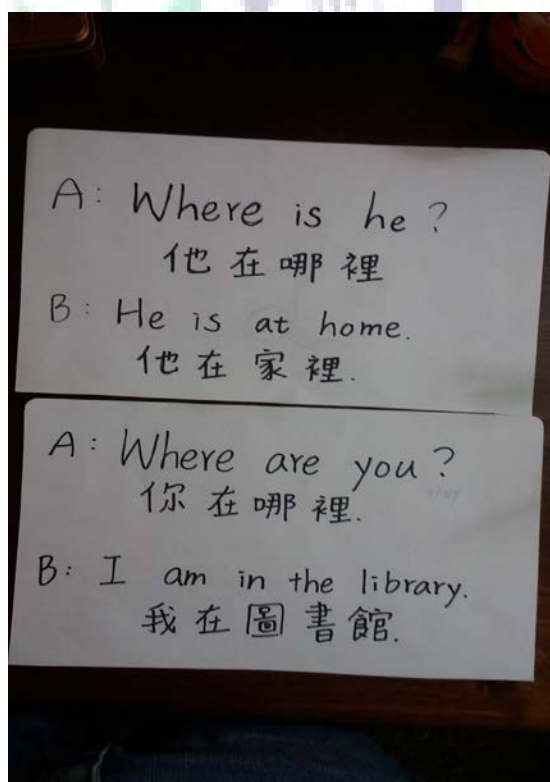 A: Where is he?
他在哪裡
B: He is at home.
他在家裡.
A: Where are you?
你在哪裡.
B: I am in the library.
我在圖書館.